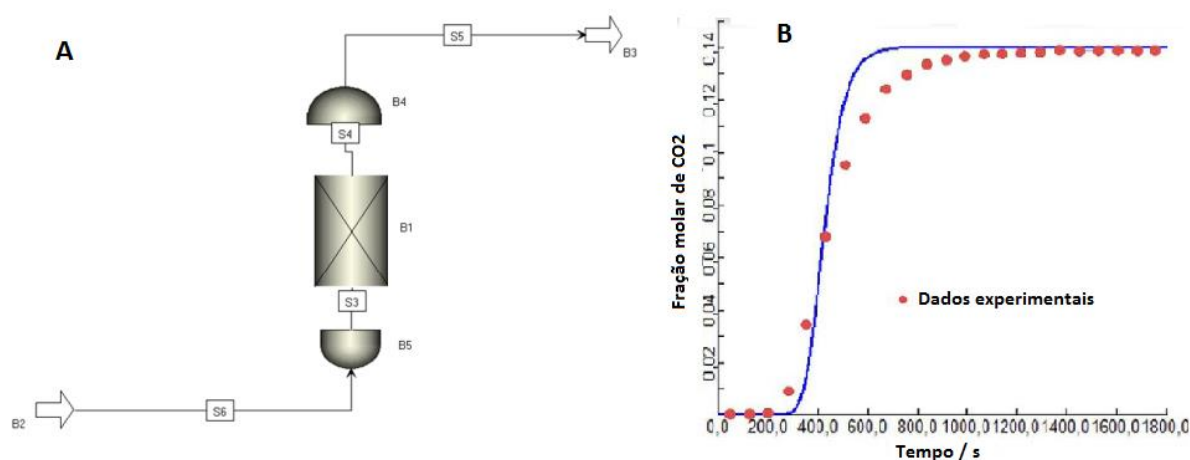 A
S5
B3
B4
S4
B1
S3
B5
S6
B2
B
0,14
0,12
0,1
0,08
0,06
0,04
0,02
Fração molar de CO2
Dados experimentais
0,0 200,0 400,0 600,0 800,0 1000,0 1200,0 1400,0 1600,0 1800,0
Tempo / s